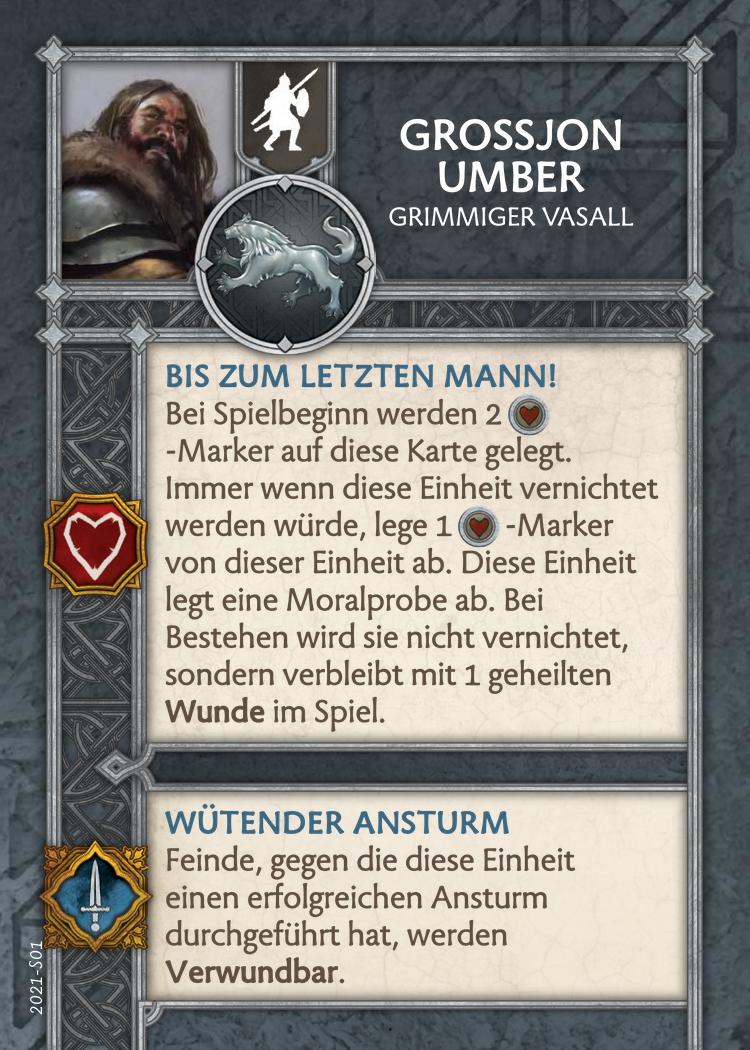 GROSSJON
UMBER
GRIMMIGER VASALL
BIS ZUM LETZTEN MANN!
Bei Spielbeginn werden 2
-Marker auf diese Karte gelegt.
Immer wenn diese Einheit vernichtet
werden würde, lege 1 -Marker
von dieser Einheit ab. Diese Einheit
legt eine Moralprobe ab. Bei
Bestehen wird sie nicht vernichtet,
sondern verbleibt mit 1 geheilten
Wunde im Spiel.
WÜTENDER ANSTURM
Feinde, gegen die diese Einheit
einen erfolgreichen Ansturm
durchgeführt hat, werden
Verwundbar.
2021-S01